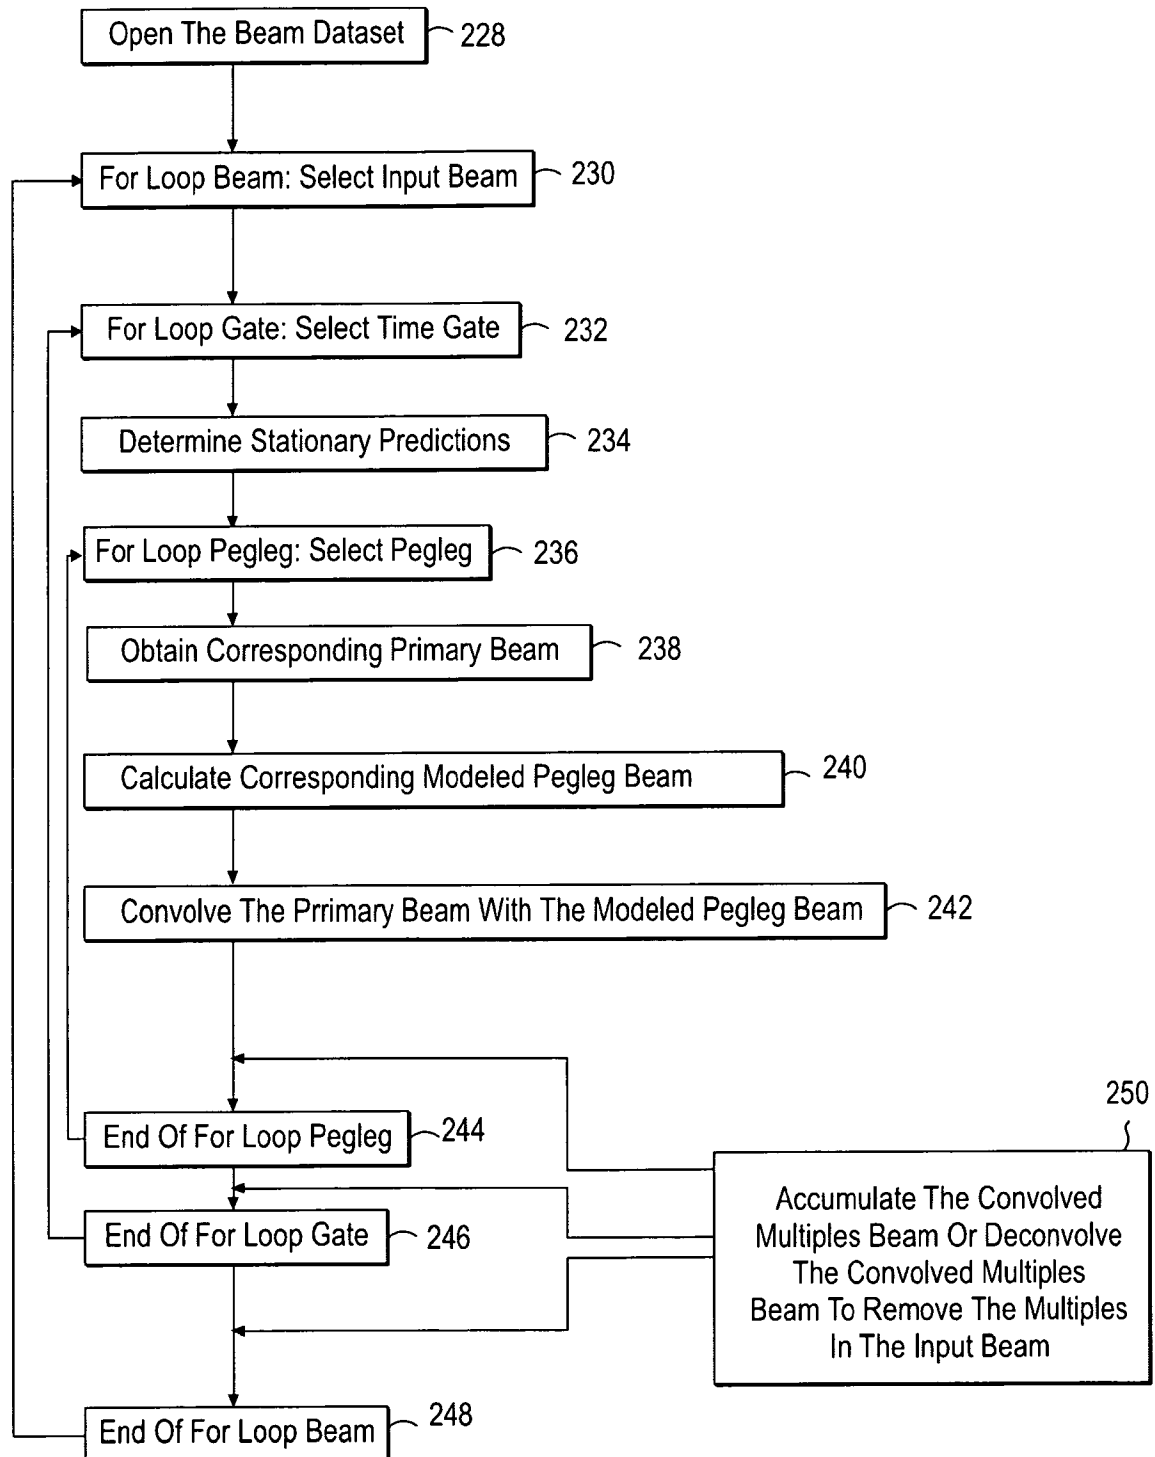 Open The Beam Dataset
228
For Loop Beam: Select Input Beam
230
For Loop Gate: Select Time Gate
232
Determine Stationary Predictions
234
For Loop Pegleg: Select Pegleg
236
Obtain Corresponding Primary Beam
238
Calculate Corresponding Modeled Pegleg Beam
240
Convolve The Prrimary Beam With The Modeled Pegleg Beam
242
End Of For Loop Pegleg
244
End Of For Loop Gate
246
250
Accumulate The Convolved
Multiples Beam Or Deconvolve
The Convolved Multiples
Beam To Remove The Multiples
In The Input Beam
End Of For Loop Beam
248